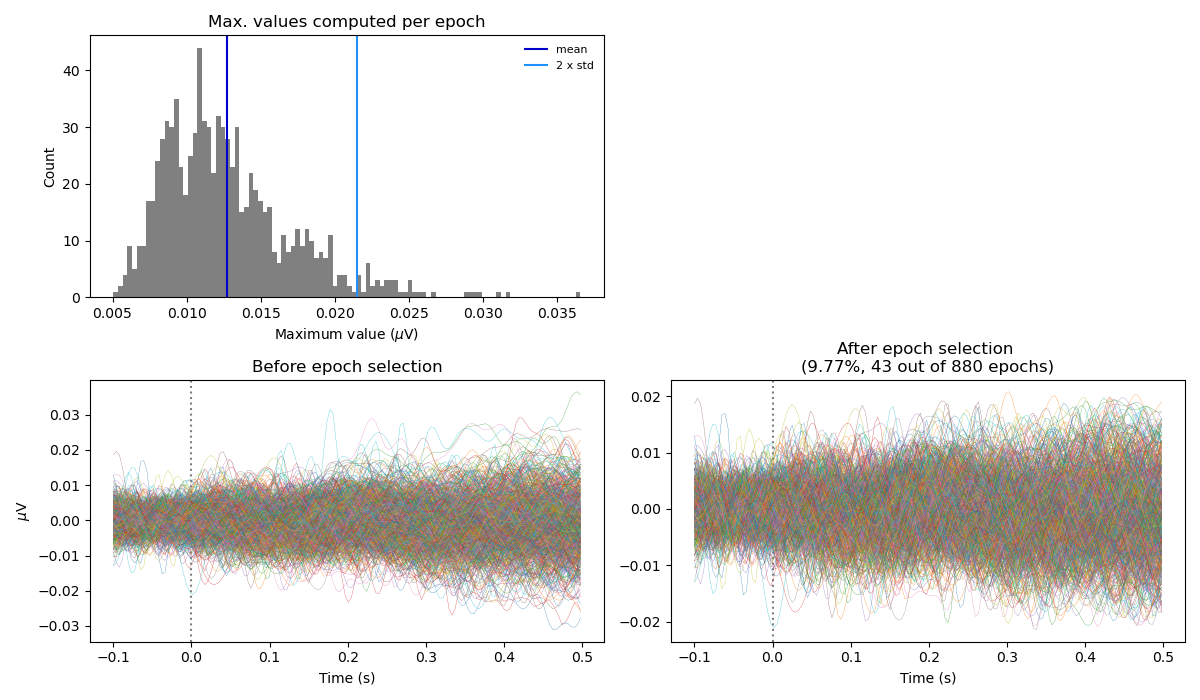 Max. values computed per epoch
mean
2 x std
Count
40
30
20
10
0
0.005 0.010 0.015 0.020 0.025 0.030 0.035
Maximum value (μV)
Before epoch selection
μV
0.03
0.02
0.01
0.00
−0.01
−0.02
−0.03
−0.1 0.0 0.1 0.2 0.3 0.4 0.5
Time (s)
After epoch selection
(9.77%, 43 out of 880 epochs)
0.02
0.01
0.00
−0.01
−0.02
−0.1 0.0 0.1 0.2 0.3 0.4 0.5
Time (s)